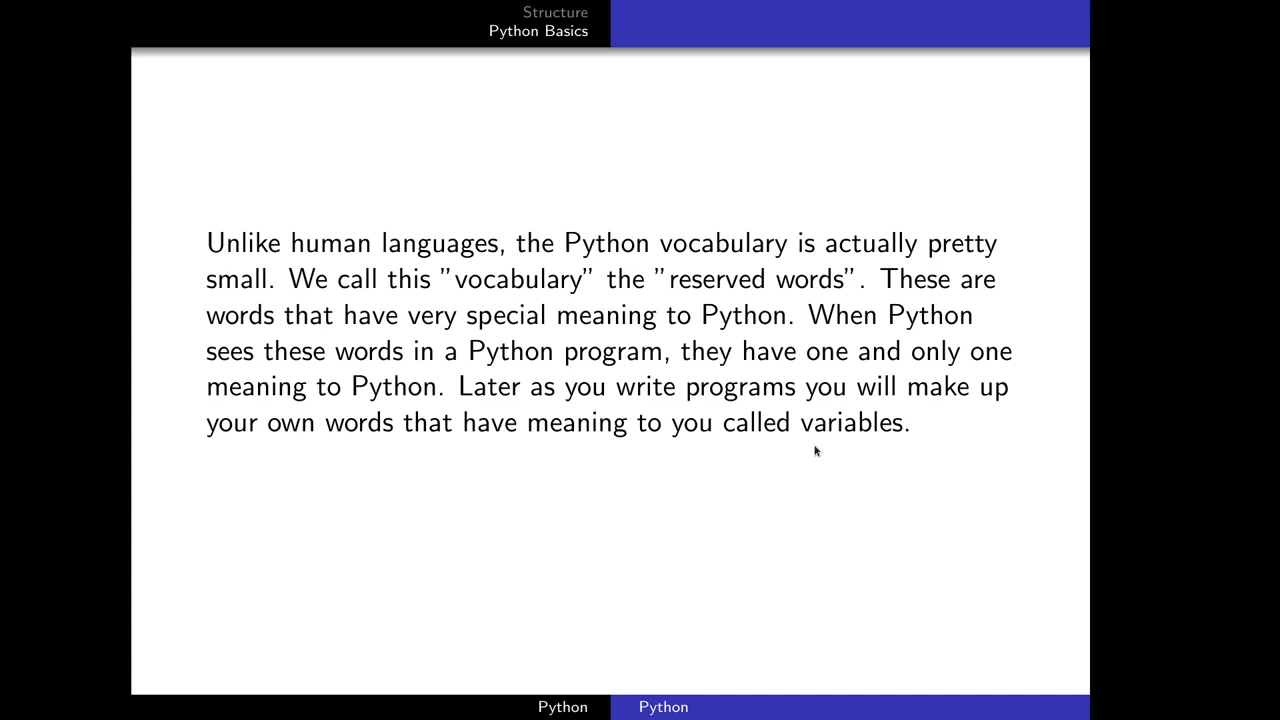 Structure
Python Basics
Unlike human languages, the Python vocabulary is actually pretty
small. We call this ”vocabulary” the ”reserved words”. These are
words that have very special meaning to Python. When Python
sees these words in a Python program, they have one and only one
meaning to Python. Later as you write programs you will make up
your own words that have meaning to you called variables.
Python Python